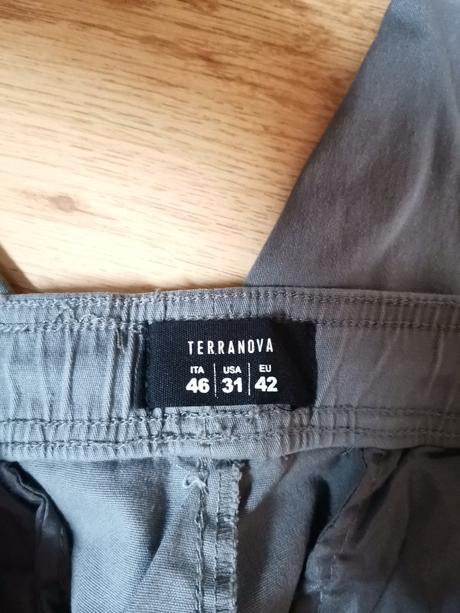 TERRANOVA
ITA | USA | EU
46 | 31 | 42